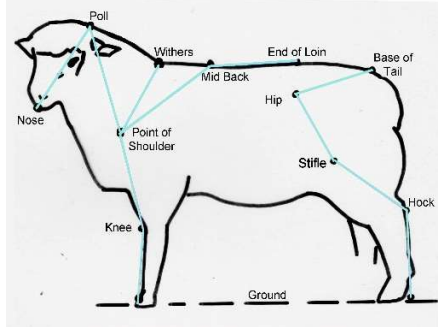 Poll
Withers
End of Loin
Base of
Tail
Mid Back
Hip
Nose
Point of
Shoulder
Stifle
Hock
Knee
Ground